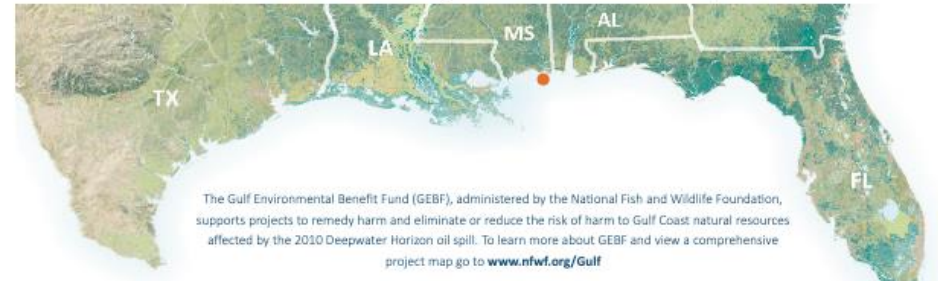 MS
AL
LA
TX
FL
The Gulf Environmental Benefit Fund (GEBF), administered by the National Fish and Wildlife Foundation,
supports projects to remedy harm and eliminate or reduce the risk of harm to Gulf Coast natural resources
affected by the 2010 Deepwater Horizon oil spill. To learn more about GEBF and view a comprehensive
project map go to www.nfwf.org/Gulf